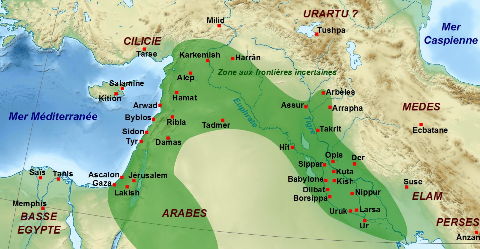 URARTU ?
Milid
Mer
Caspienne
Tushpa
CILICIE
Tarse
Karkemish
Harrân
Alep
Zone aux frontières incertaines
Salamine
Kition
Hamat
Arbèles
Arwad
Euphrate
Assur
Arrapha
MEDES
Mer Méditerranée
Byblos
Ribla
Tadmer
Tigre
Takrit
Ecbatane
Sidon
Tyr
Damas
Hît
Opis
Der
Sippar
Kuta
Saïs
Tanis
Ascalon
Jérusalem
Babylone
Kish
Suse
Gaza
Lakish
Dilbat
Nippur
Borsippa
ELAM
Memphis
BASSE
EGYPTE
ARABES
Uruk
Larsa
Ur
PERSES
Anzan